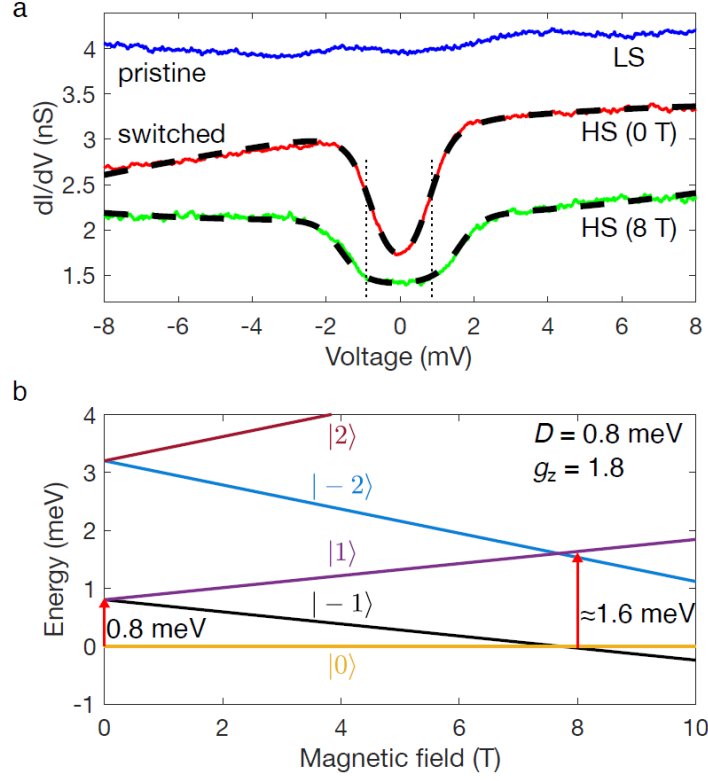 a
4
3.5
3
2.5
2
1.5
dI/dV (nS)
pristine
LS
switched
HS (0 T)
HS (8 T)
-8 -6 -4 -2 0 2 4 6 8
Voltage (mV)
b
4
3
2
1
0
-1
Energy (meV)
|2⟩
D = 0.8 meV
g_z = 1.8
|−2⟩
|1⟩
|−1⟩
0.8 meV
≈1.6 meV
|0⟩
0 2 4 6 8 10
Magnetic field (T)